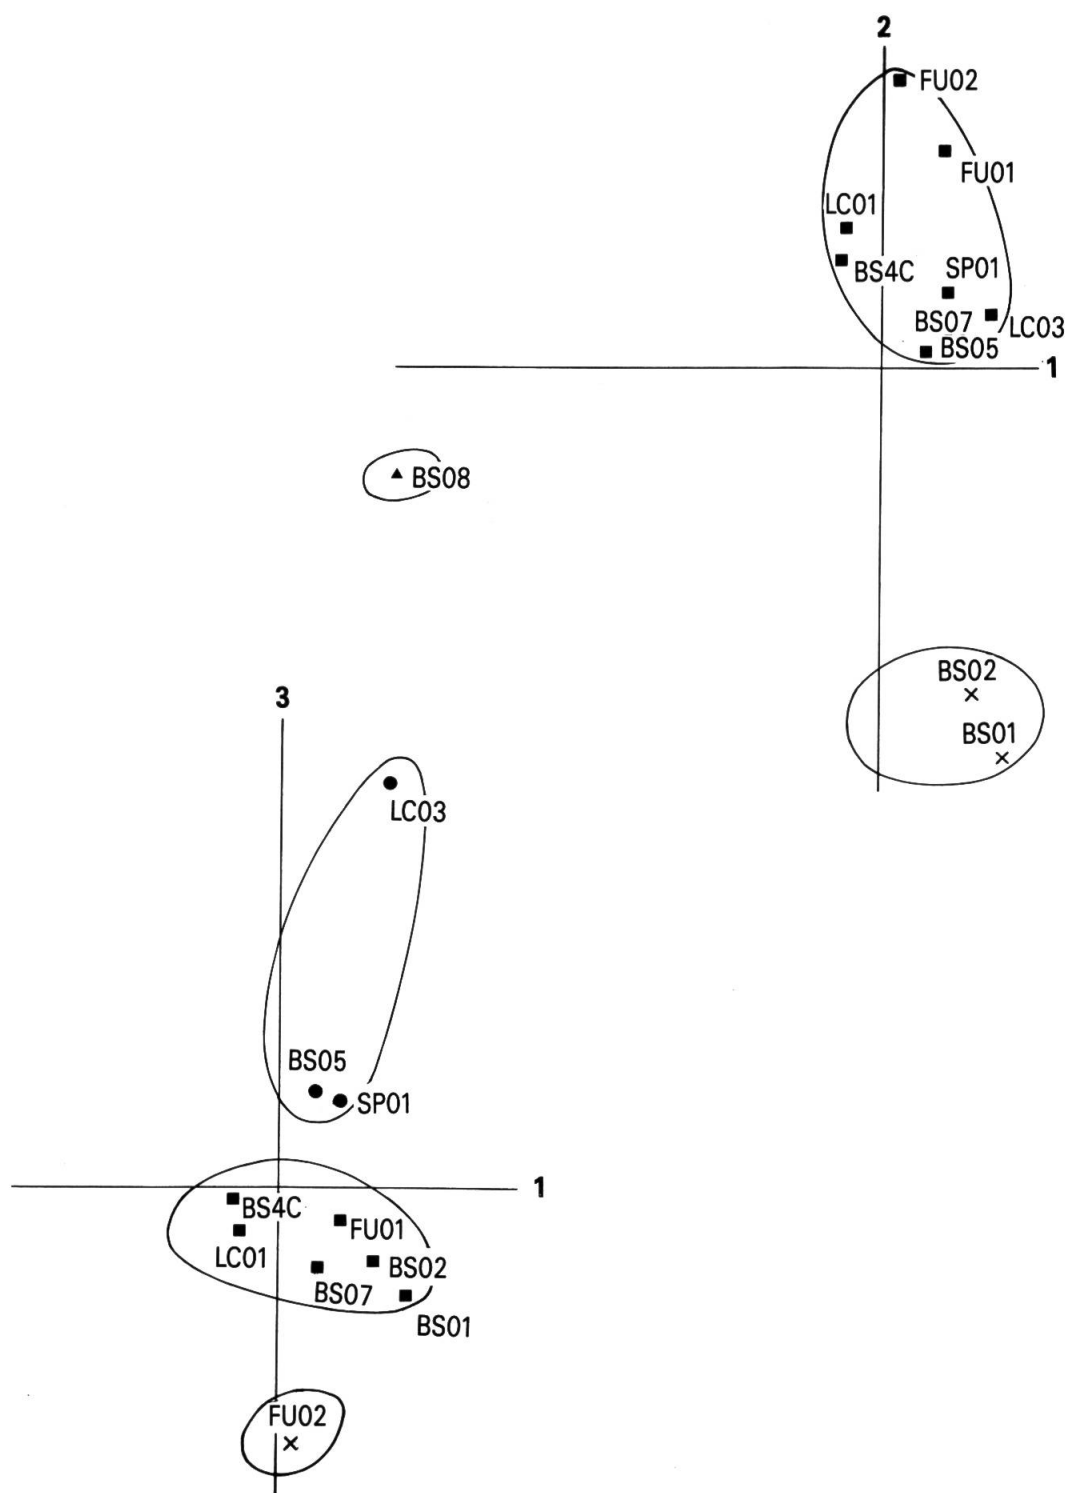 2
FU02
FU01
LC01
BS4C
SP01
BS07
LC03
BS05
1
BS08
BS02
BS01
3
LC03
BS05
SP01
1
BS4C
FU01
LC01
BS02
BS07
BS01
FU02